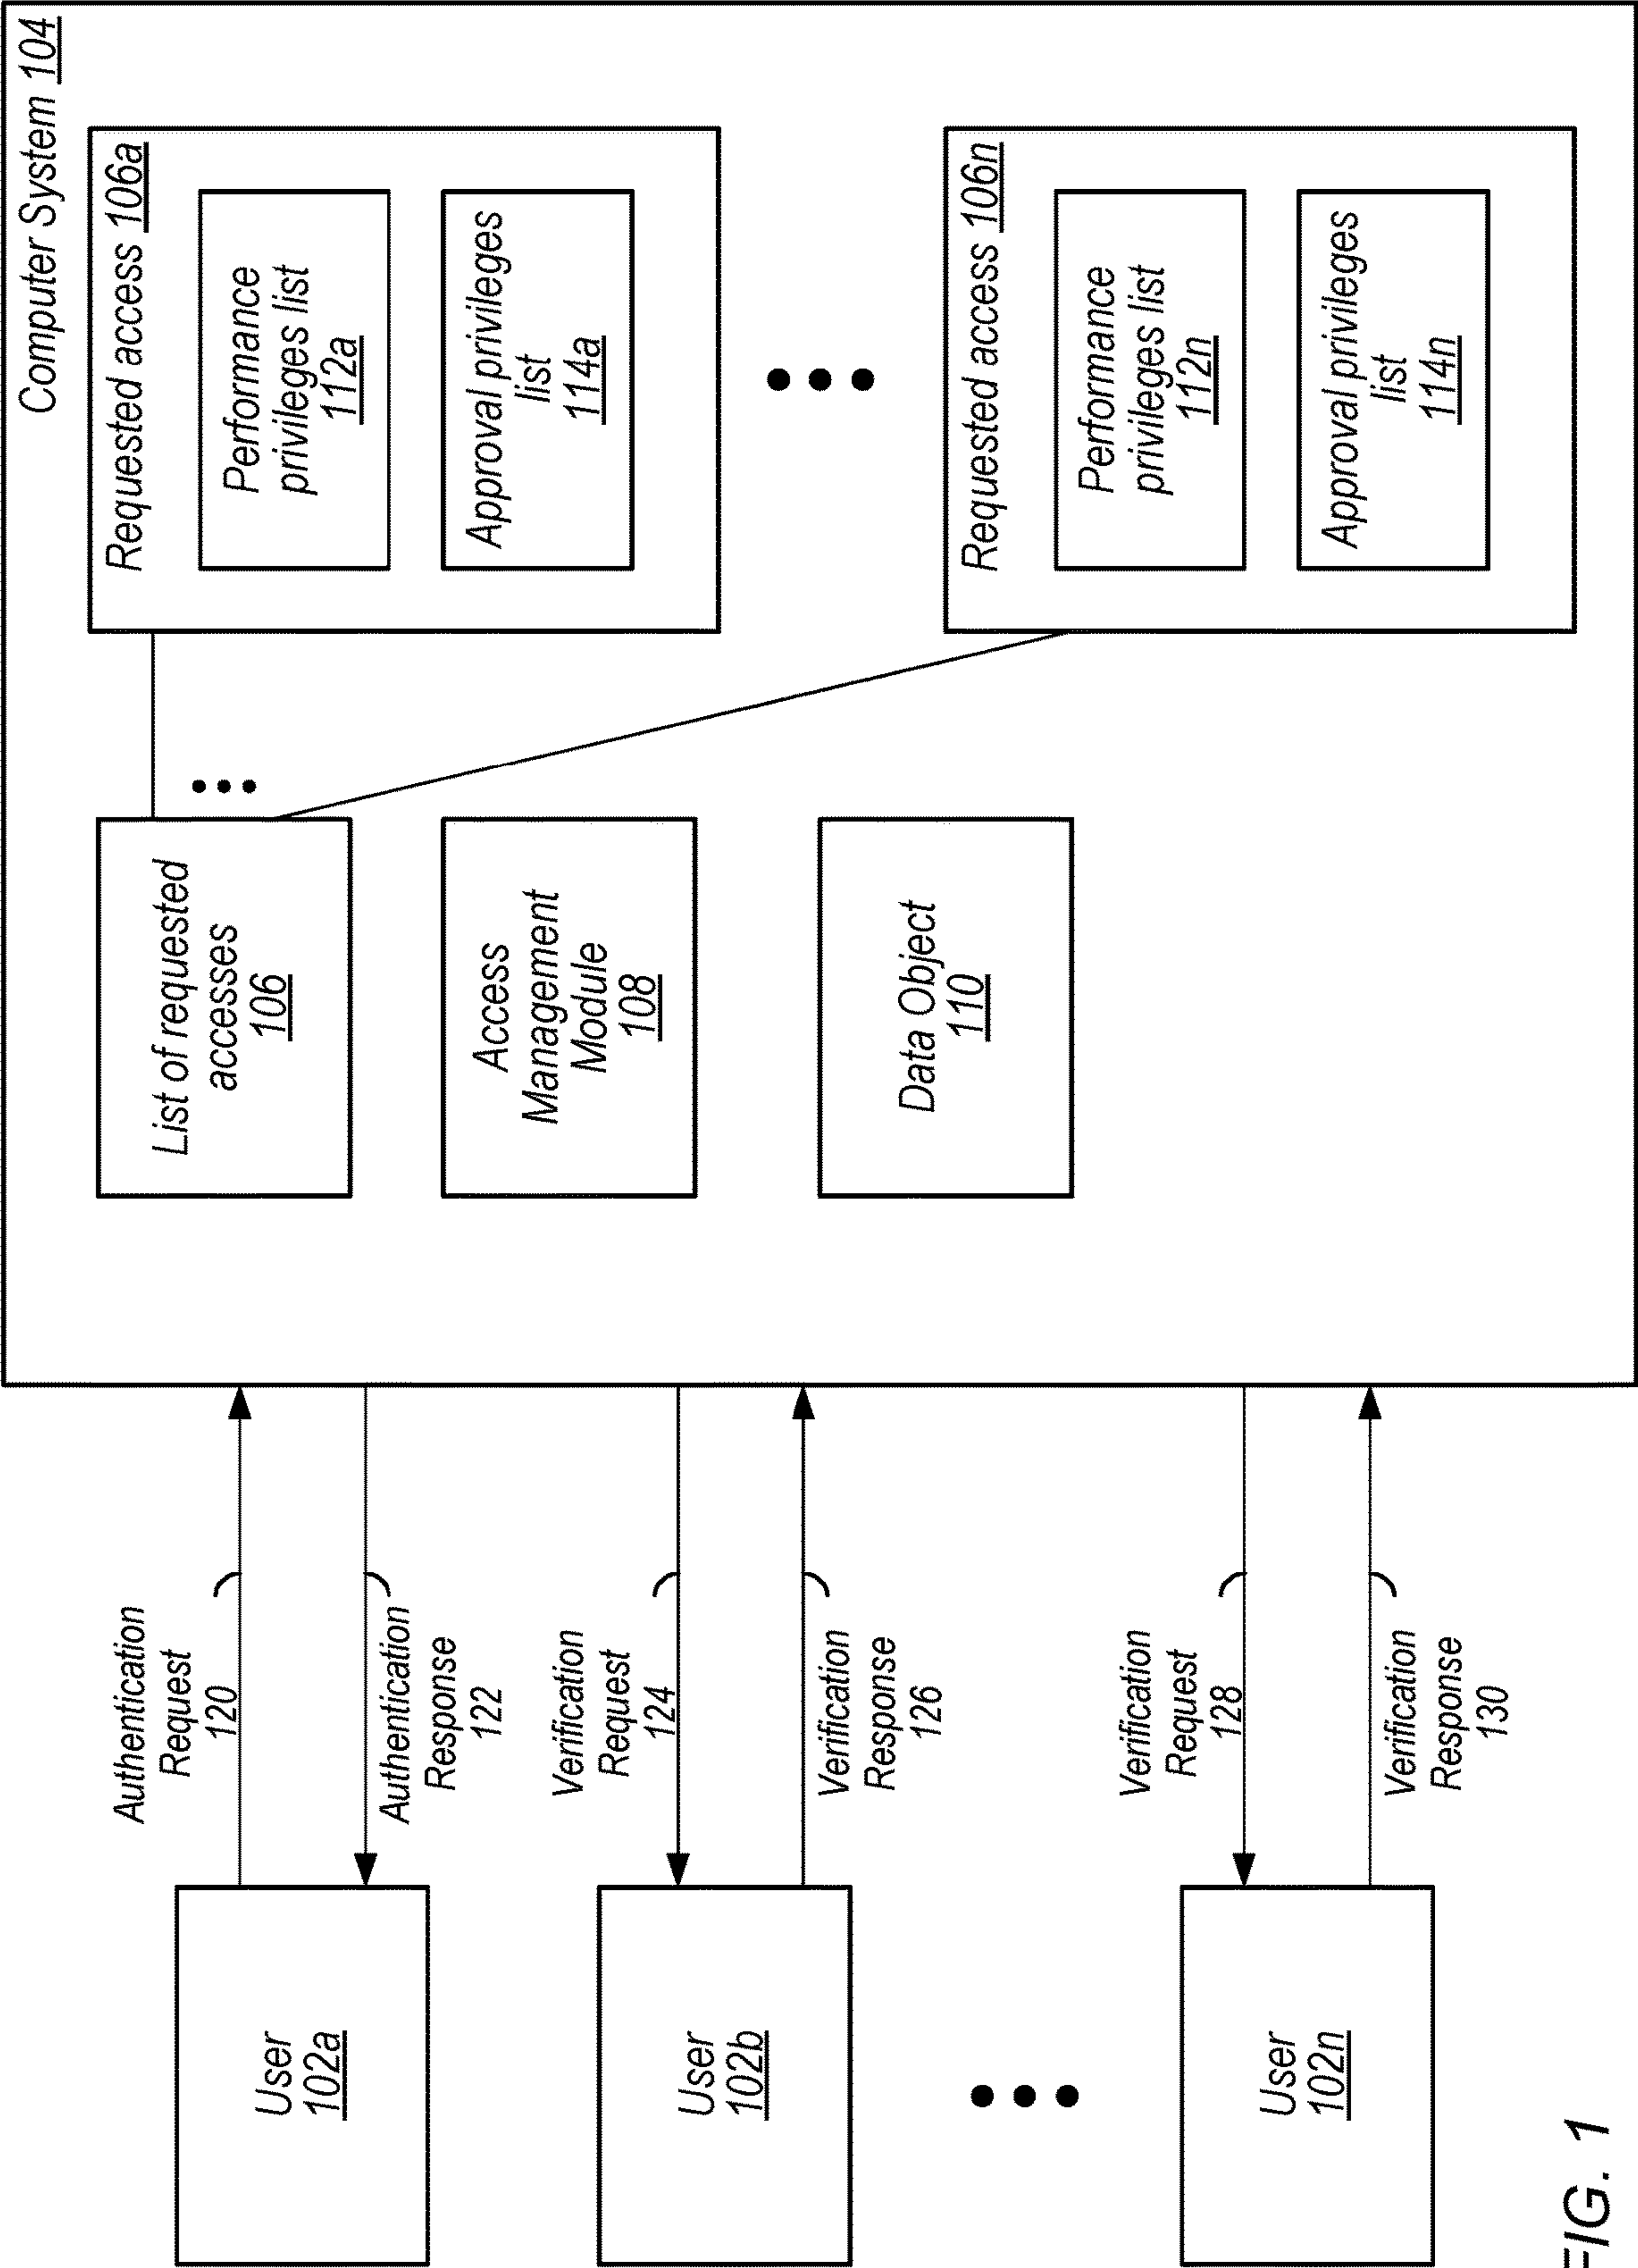 Computer System 104
User
102a
Authentication
Request
120
Authentication
Response
122
List of requested
accesses
106
Requested access 106a
Performance
privileges list
112a
Approval privileges
list
114a
User
102b
Verification
Request
124
Verification
Response
126
Access
Management
Module
108
Data Object
110
User
102n
Verification
Request
128
Verification
Response
130
Requested access 106n
Performance
privileges list
112n
Approval privileges
list
114n
FIG. 1